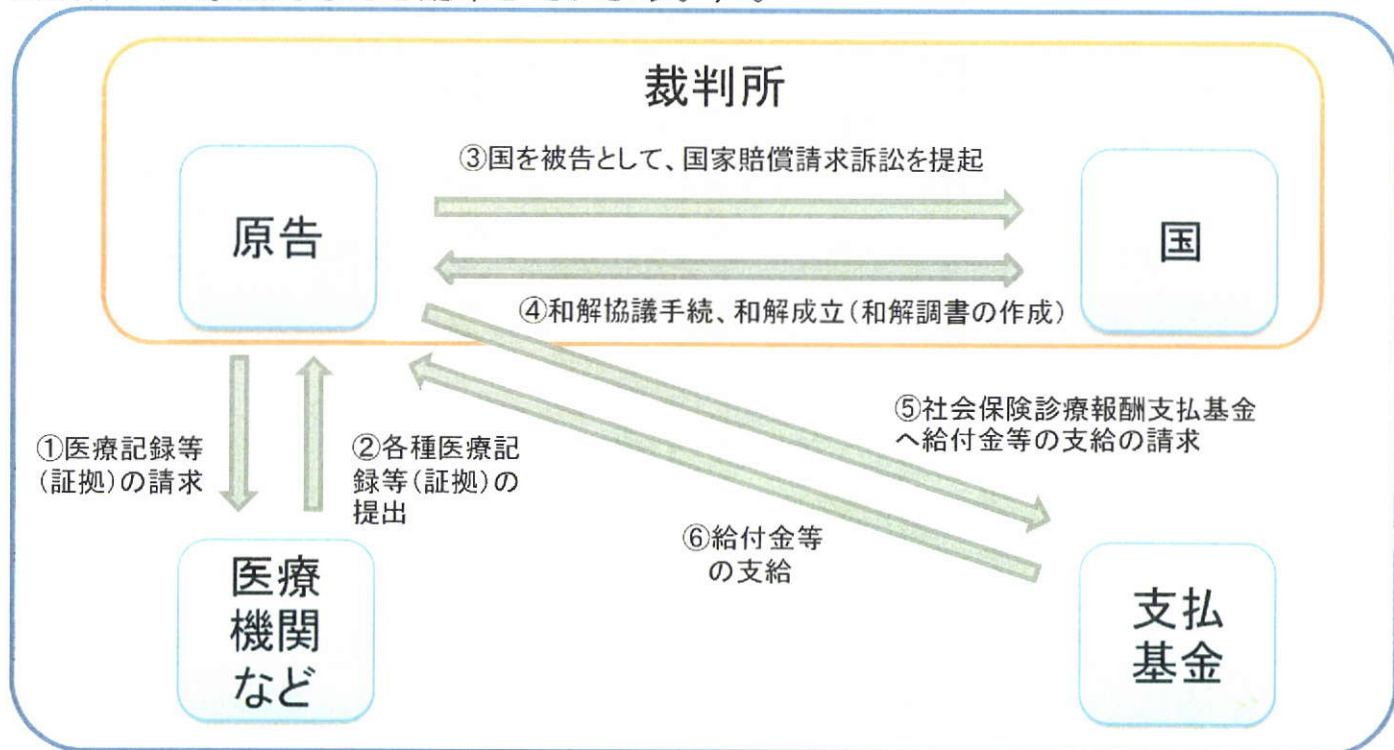 裁判所
③国を被告として、国家賠償請求訴訟を提起
原告
国
④和解協議手続、和解成立(和解調書の作成)
①医療記録等
(証拠)の請求
②各種医療記
録等(証拠)の
提出
⑤社会保険診療報酬支払基金
へ給付金等の支給の請求
⑥給付金等
の支給
医療
機関
など
支払
基金